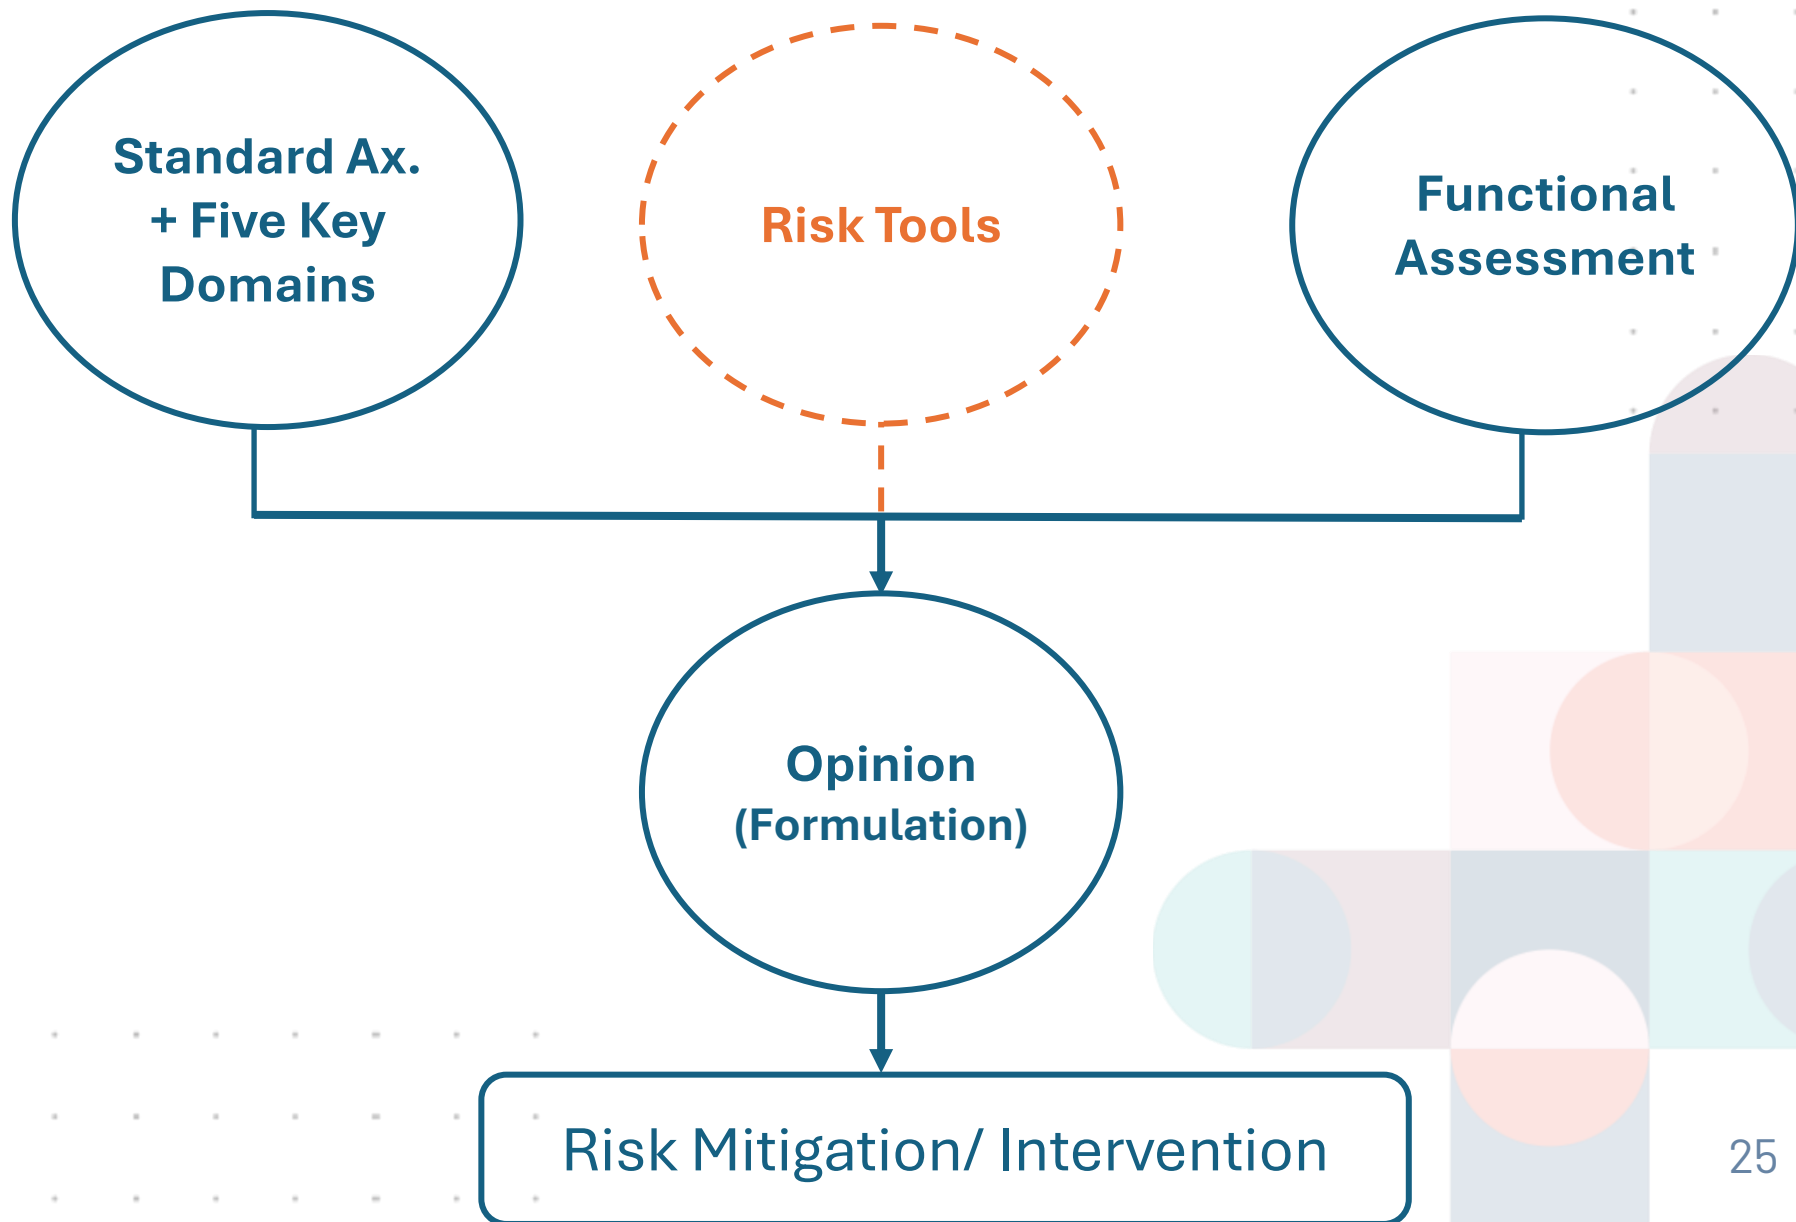 Standard Ax.
+ Five Key
Domains
Risk Tools
Functional
Assessment
Opinion
(Formulation)
Risk Mitigation/ Intervention
25